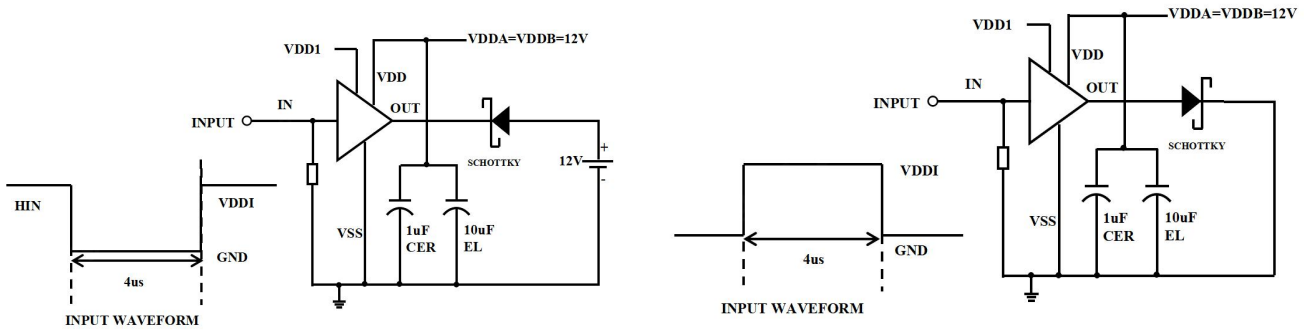 VDDA=VDDB=12V
VDD1
VDD
IN
OUT
INPUT
SCHOTTKY
12V
+
-
HIN
VDDI
VSS
1uF
CER
10uF
EL
GND
4us
INPUT WAVEFORM
VDDA=VDDB=12V
VDD1
VDD
IN
OUT
INPUT
SCHOTTKY
VDDI
VSS
1uF
CER
10uF
EL
GND
4us
INPUT WAVEFORM